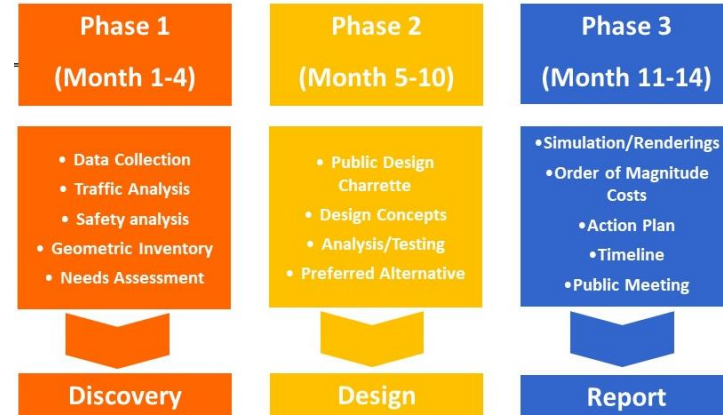 Phase 1
(Month 1-4)
• Data Collection
• Traffic Analysis
• Safety analysis
• Geometric Inventory
• Needs Assessment
Discovery
Phase 2
(Month 5-10)
• Public Design
Charrette
• Design Concepts
• Analysis/Testing
• Preferred Alternative
Design
Phase 3
(Month 11-14)
•Simulation/Renderings
•Order of Magnitude
Costs
•Action Plan
•Timeline
•Public Meeting
Report